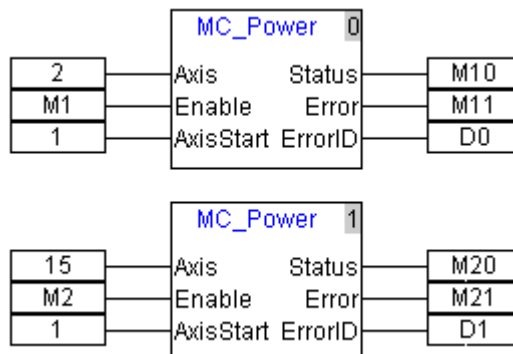 MC_Power 0
2 Axis Status M10
M1 Enable Error M11
1 AxisStart ErrorID D0
MC_Power 1
15 Axis Status M20
M2 Enable Error M21
1 AxisStart ErrorID D1